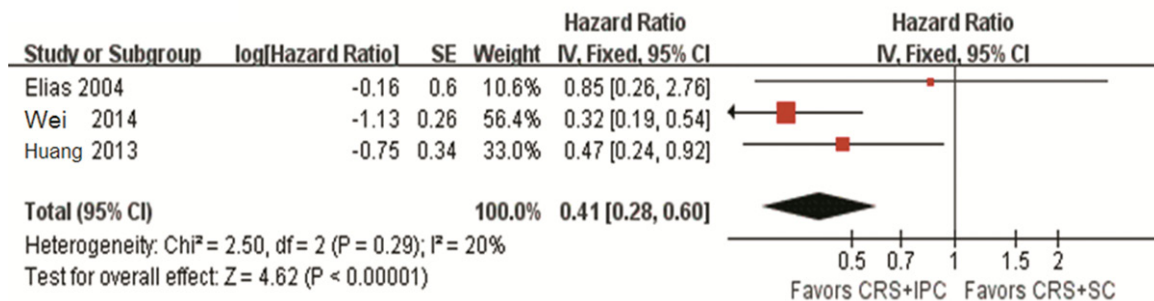 Hazard Ratio Hazard Ratio
Study or Subgroup log[Hazard Ratio] SE Weight IV, Fixed, 95% CI IV, Fixed, 95% CI
Elias 2004 -0.16 0.6 10.6% 0.85 [0.26, 2.76]
Wei 2014 -1.13 0.26 56.4% 0.32 [0.19, 0.54]
Huang 2013 -0.75 0.34 33.0% 0.47 [0.24, 0.92]
Total (95% CI) 100.0% 0.41 [0.28, 0.60]
Heterogeneity: Chi² = 2.50, df = 2 (P = 0.29); I² = 20%
Test for overall effect: Z = 4.62 (P < 0.00001)
0.5 0.7 1 1.5 2
Favors CRS+IPC Favors CRS+SC